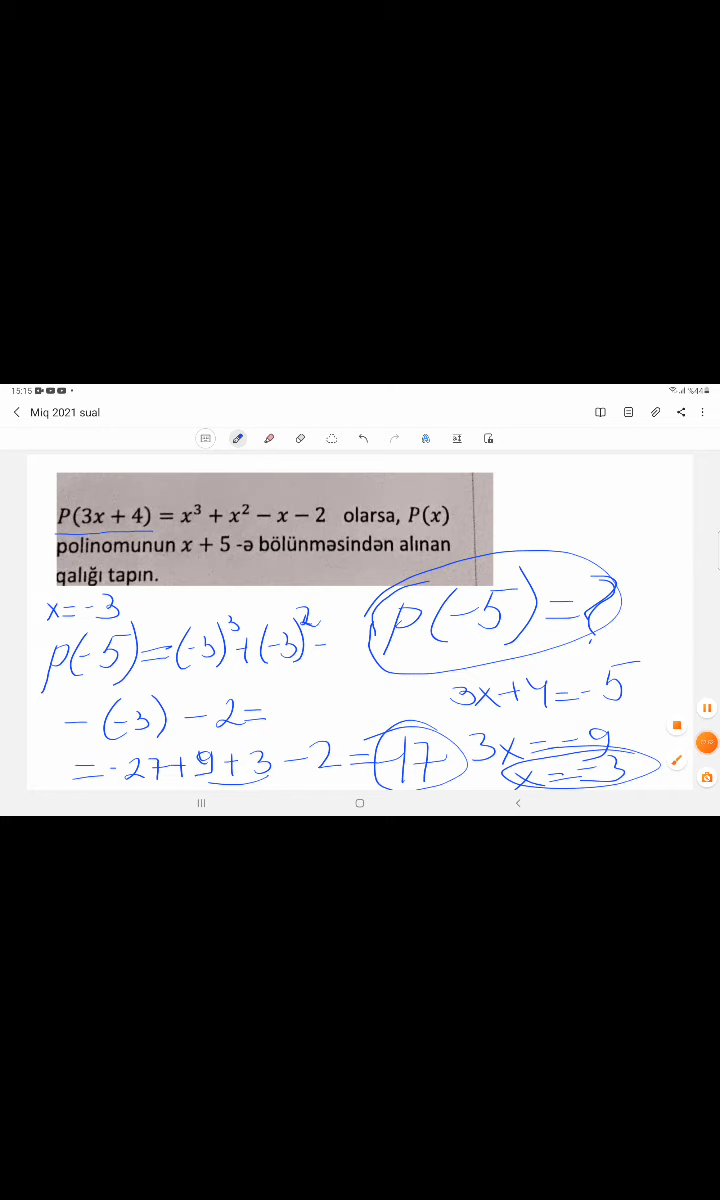 15:15 %44
Miq 2021 sual
P(3x + 4) = x³ + x² − x − 2 olarsa, P(x)
polinomunun x + 5 -ə bölünməsindən alınan
qalığı tapın.
x=-3
P(-5)=(-3)³+(-3)²-
-(-3)-2=
=-27+9+3-2=-17
P(-5)=?
3x+4=-5
3x=-9
x=-3